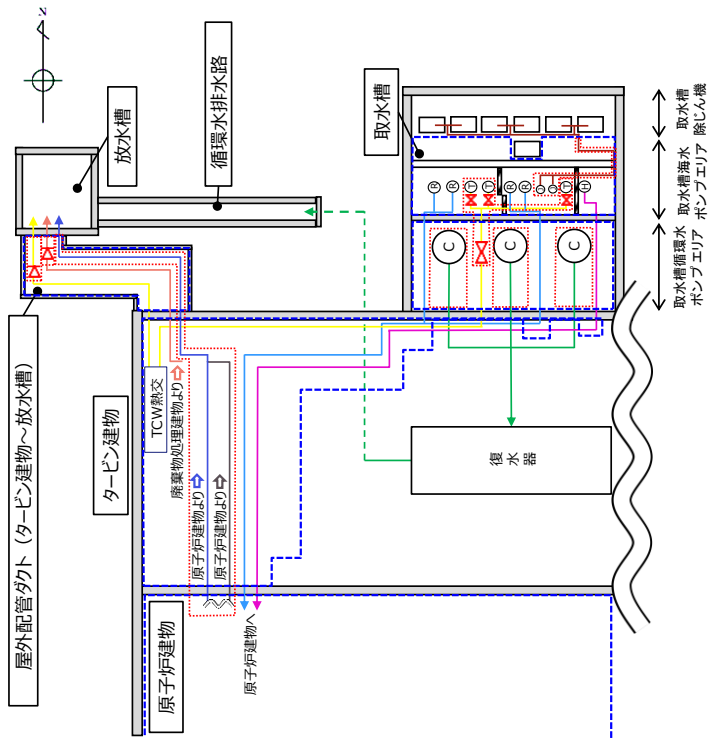 N
放水槽
循環水排水路
取水槽
取水槽
除じん機
取水槽海水
ポンプエリア
取水槽循環水
ポンプエリア
R
R
T
T
R
R
T
H
C
C
C
屋外配管ダクト（タービン建物～放水槽）
タービン建物
TCW熱交
廃棄物処理建物より
原子炉建物より
原子炉建物より
復水器
原子炉建物
原子炉建物へ